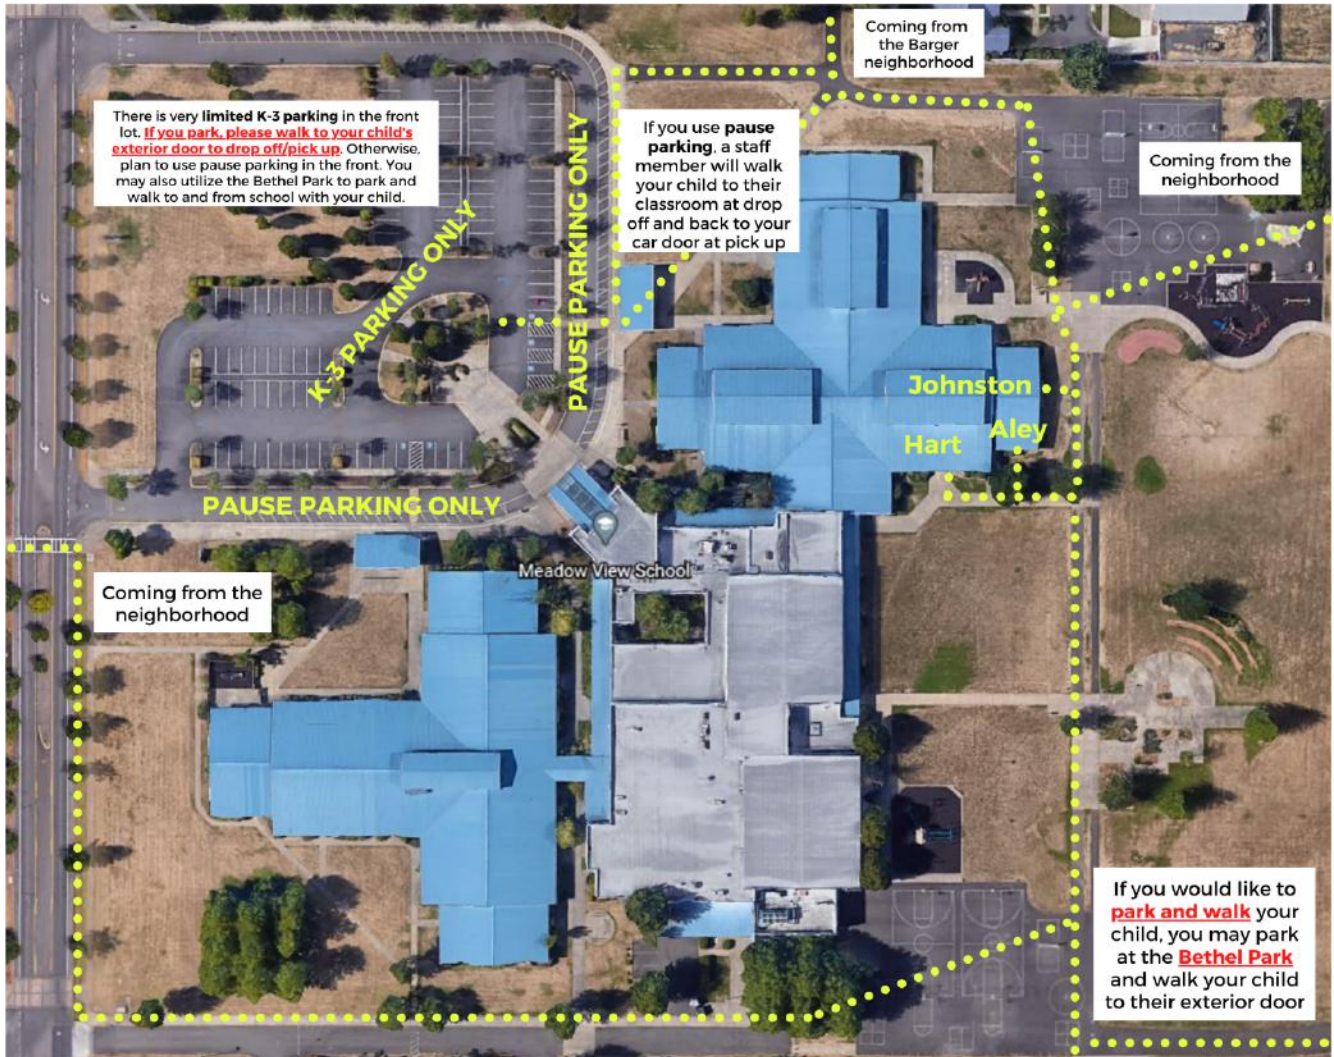 Coming from
the Barger
neighborhood
There is very limited K-3 parking in the front
lot. If you park, please walk to your child's
exterior door to drop off/pick up. Otherwise,
plan to use pause parking in the front. You
may also utilize the Bethel Park to park and
walk to and from school with your child.
If you use pause
parking, a staff
member will walk
your child to their
classroom at drop
off and back to your
car door at pick up
Coming from the
neighborhood
K-3 PARKING ONLY
PAUSE PARKING ONLY
Johnston
Aley
Hart
PAUSE PARKING ONLY
Meadow View School
Coming from the
neighborhood
If you would like to
park and walk your
child, you may park
at the Bethel Park
and walk your child
to their exterior door